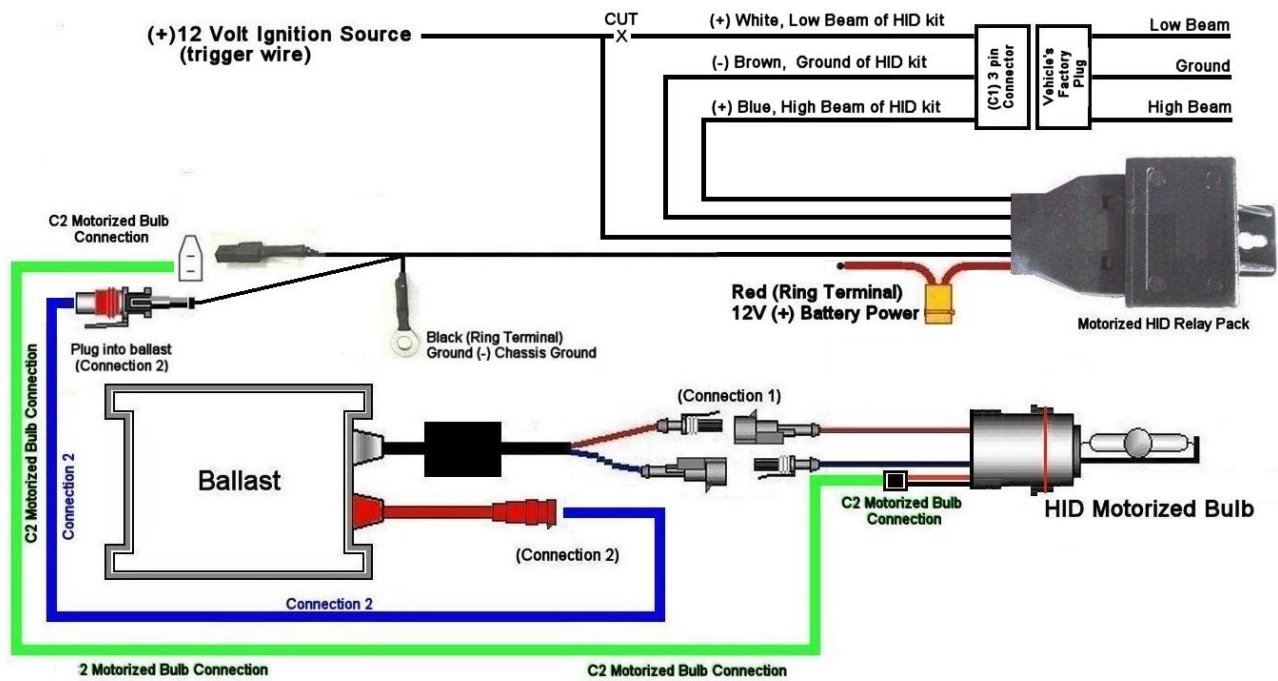 (+)12 Volt Ignition Source
(trigger wire)
CUT
X
(+) White, Low Beam of HID kit
(-) Brown, Ground of HID kit
(+) Blue, High Beam of HID kit
(C1) 3 pin
Connector
Vehicle's
Factory
Plug
Low Beam
Ground
High Beam
C2 Motorized Bulb
Connection
Red (Ring Terminal)
12V (+) Battery Power
Motorized HID Relay Pack
Black (Ring Terminal)
Ground (-) Chassis Ground
Plug into ballast
(Connection 2)
C2 Motorized Bulb Connection
Connection 2
Ballast
(Connection 1)
(Connection 2)
C2 Motorized Bulb
Connection
HID Motorized Bulb
Connection 2
2 Motorized Bulb Connection
C2 Motorized Bulb Connection